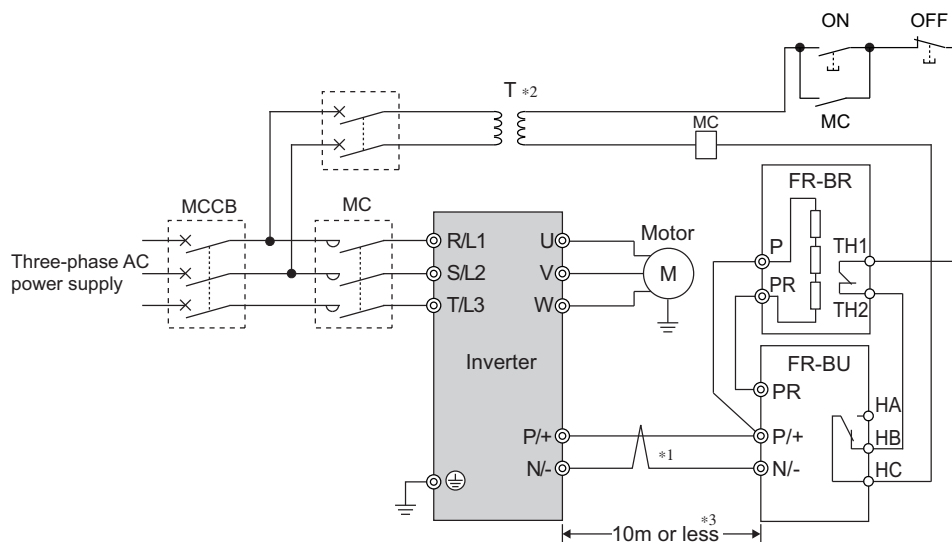 ON OFF
T *2
MC
MC
FR-BR
MCCB
MC
R/L1
U
Motor
P
TH1
Three-phase AC
power supply
S/L2
V
M
PR
TH2
T/L3
W
Inverter
FR-BU
PR
HA
P/+
P/+
HB
N/-
*1
N/-
HC
10m or less *3